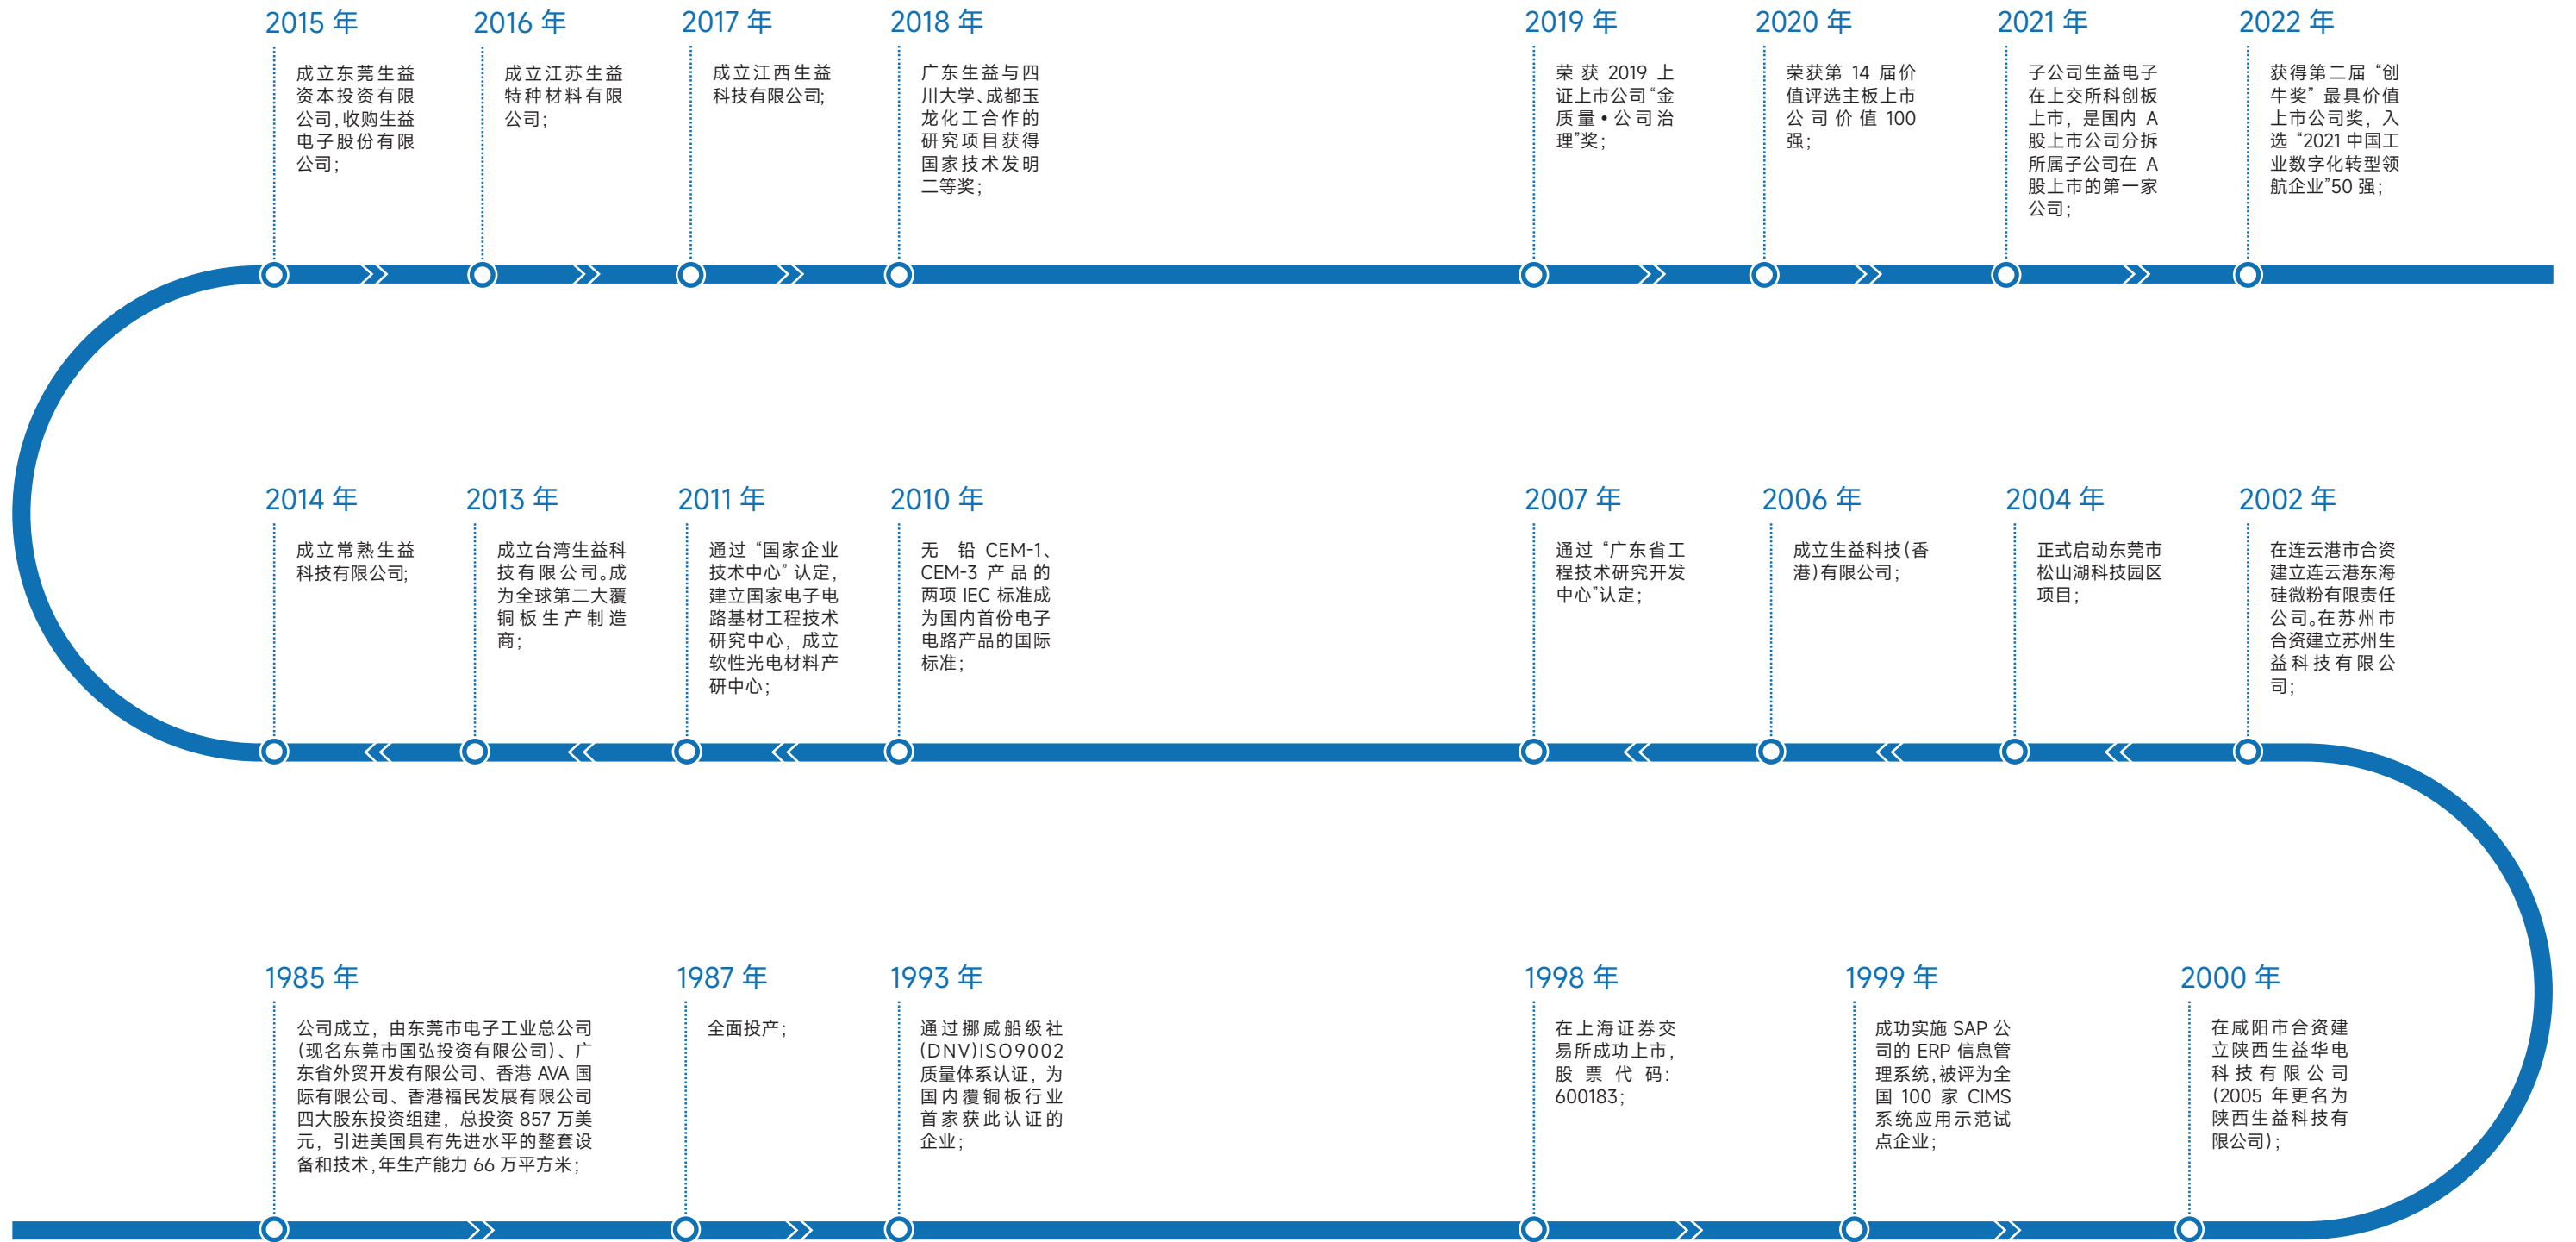 2015 年
成立东莞生益
资本投资有限
公司,收购生益
电子股份有限
公司;
2016 年
成立江苏生益
特种材料有限
公司;
2017 年
成立江西生益
科技有限公司;
2018 年
广东生益与四
川大学、成都玉
龙化工合作的
研究项目获得
国家技术发明
二等奖;
2019 年
荣获 2019 上
证上市公司“金
质量•公司治
理”奖;
2020 年
荣获第 14 届价
值评选主板上市
公司价值 100
强;
2021 年
子公司生益电子
在上交所科创板
上市，是国内 A
股上市公司分拆
所属子公司在 A
股上市的第一家
公司;
2022 年
获得第二届 “创
牛奖” 最具价值
上市公司奖，入
选 “2021 中国工
业数字化转型领
航企业”50 强;
2014 年
成立常熟生益
科技有限公司;
2013 年
成立台湾生益科
技有限公司。成
为全球第二大覆
铜板生产制造
商;
2011 年
通过 “国家企业
技术中心” 认定,
建立国家电子电
路基材工程技术
研究中心，成立
软性光电材料产
研中心;
2010 年
无铅 CEM-1、
CEM-3 产品的
两项 IEC 标准成
为国内首份电子
电路产品的国际
标准;
2007 年
通过 “广东省工
程技术研究开发
中心”认定;
2006 年
成立生益科技(香
港)有限公司;
2004 年
正式启动东莞市
松山湖科技园区
项目;
2002 年
在连云港市合资
建立连云港东海
硅微粉有限责任
公司。在苏州市
合资建立苏州生
益科技有限公
司;
1985 年
公司成立，由东莞市电子工业总公司
(现名东莞市国弘投资有限公司)、广
东省外贸开发有限公司、香港 AVA 国
际有限公司、香港福民发展有限公司
四大股东投资组建，总投资 857 万美
元，引进美国具有先进水平的整套设
备和技术,年生产能力 66 万平方米;
1987 年
全面投产;
1993 年
通过挪威船级社
(DNV)ISO9002
质量体系认证，为
国内覆铜板行业
首家获此认证的
企业;
1998 年
在上海证券交
易所成功上市,
股票代码:
600183;
1999 年
成功实施 SAP 公
司的 ERP 信息管
理系统,被评为全
国 100 家 CIMS
系统应用示范试
点企业;
2000 年
在咸阳市合资建
立陕西生益华电
科技有限公司
(2005 年更名为
陕西生益科技有
限公司);